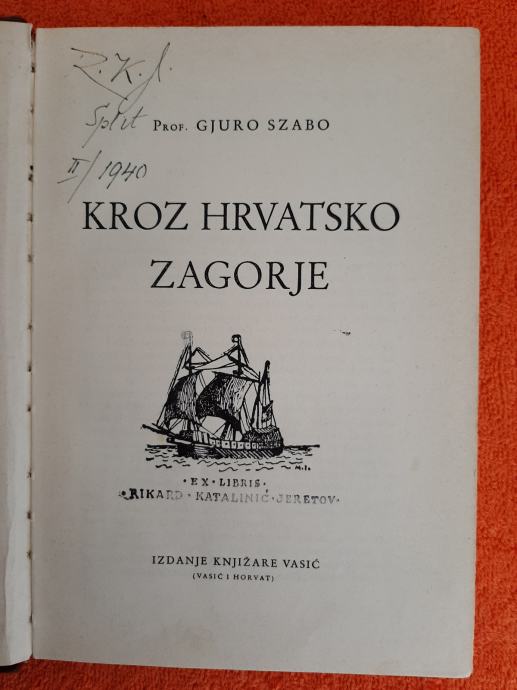 R. K. J.
Split
II/1940
PROF. GJURO SZABO
KROZ HRVATSKO
ZAGORJE
· EX · LIBRIS ·
· RIKARD · KATALINIĆ · JERETOV ·
IZDANJE KNJIŽARE VASIĆ
(VASIĆ I HORVAT)